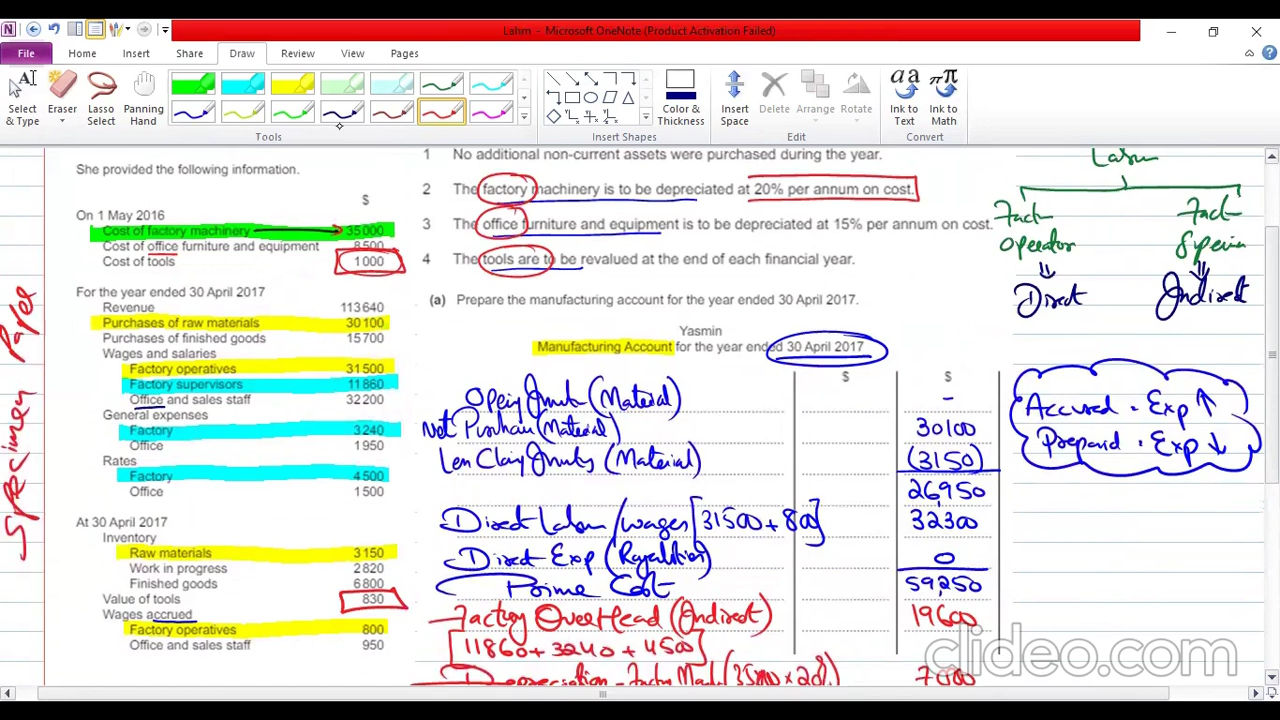 Lahm - Microsoft OneNote (Product Activation Failed)
File Home Insert Share Draw Review View Pages
Select & Type
Eraser
Lasso Select
Panning Hand
Color & Thickness
Insert Space
Delete
Arrange
Rotate
Ink to Text
Ink to Math
Tools
Insert Shapes
Edit
Convert
She provided the following information.
$
On 1 May 2016
Cost of factory machinery 35 000
Cost of office furniture and equipment 8 500
Cost of tools 1 000
For the year ended 30 April 2017
Revenue 113 640
Purchases of raw materials 30 100
Purchases of finished goods 15 700
Wages and salaries
Factory operatives 31 500
Factory supervisors 11 860
Office and sales staff 32 200
General expenses
Factory 3 240
Office 1 950
Rates
Factory 4 500
Office 1 500
At 30 April 2017
Inventory
Raw materials 3 150
Work in progress 2 820
Finished goods 6 800
Value of tools 830
Wages accrued
Factory operatives 800
Office and sales staff 950
Specimen Paper
1 No additional non-current assets were purchased during the year.
2 The factory machinery is to be depreciated at 20% per annum on cost.
3 The office furniture and equipment is to be depreciated at 15% per annum on cost.
4 The tools are to be revalued at the end of each financial year.
(a) Prepare the manufacturing account for the year ended 30 April 2017.
Yasmin
Manufacturing Account for the year ended 30 April 2017
$ $
(Material) -
Net (Material) 30100
(Material) (3150)
26950
Direct Labour/wages [31500 + 800] 32300
Direct Exp 0
Prime Cost 59,250
Factory OverHead (Indirect) 19600
[11860 + 3240 + 4500]
Depreciation - (35000 x 20%) 7000
Fact Operator
Direct
Fact
Indirect
Accrued = Exp ↑
= Exp ↓
clideo.com